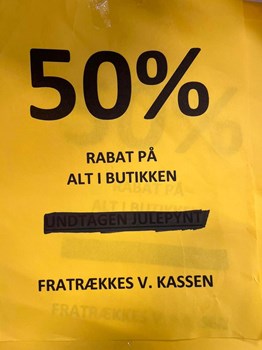 50%
RABAT PÅ
ALT I BUTIKKEN
UNDTAGEN JULEPYNT
FRATRÆKKES V. KASSEN